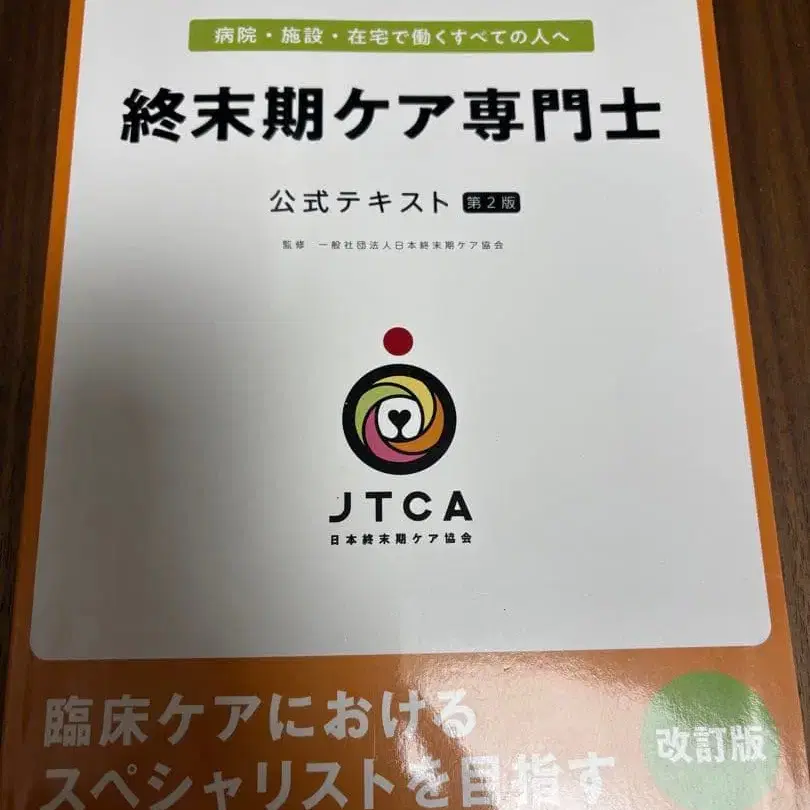 病院・施設・在宅で働くすべての人へ
終末期ケア専門士
公式テキスト 第2版
監修 一般社団法人日本終末期ケア協会
JTCA
日本終末期ケア協会
臨床ケアにおける
スペシャリストを目指す
改訂版